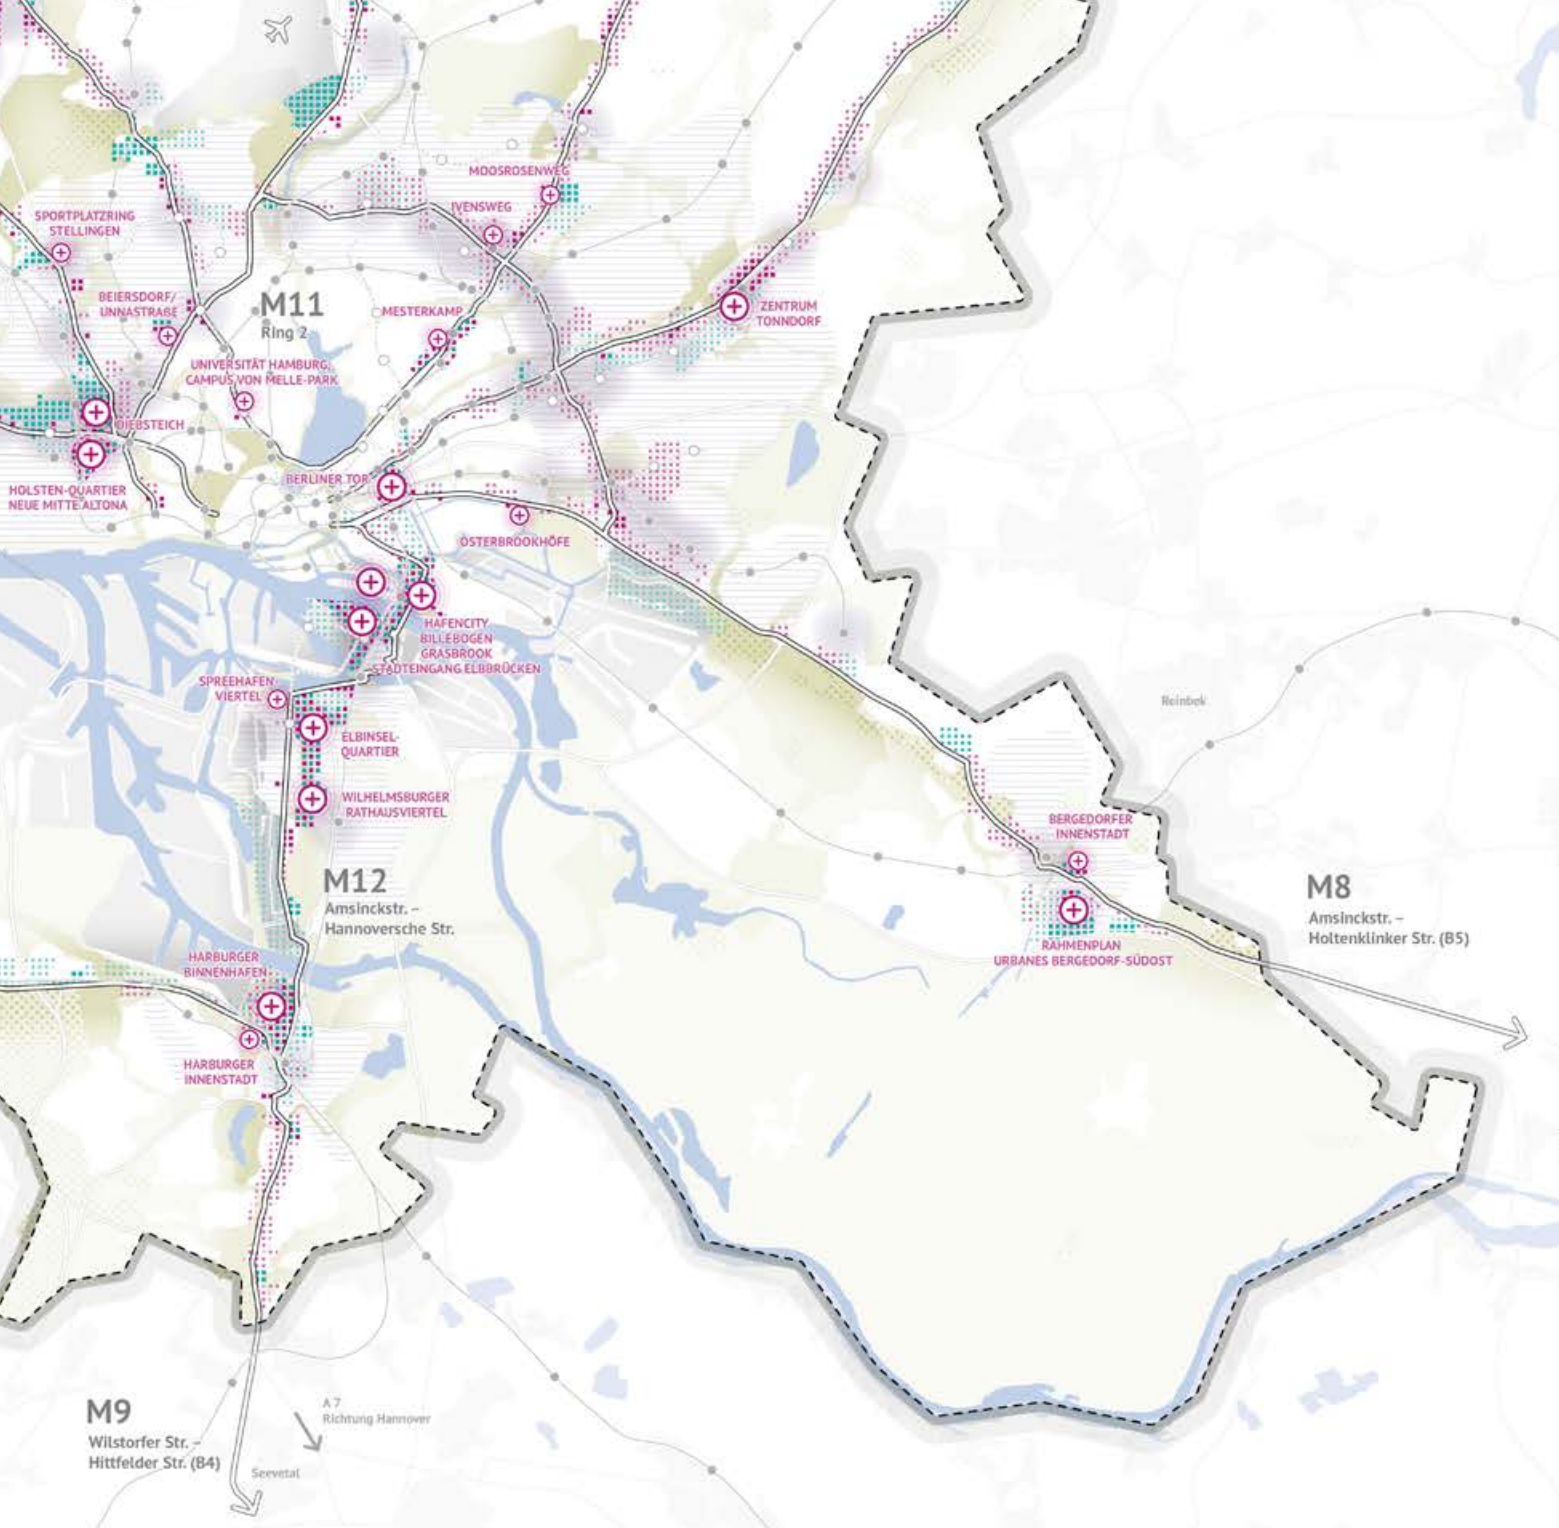 MOOSROSENWEG
IVENSWEG
SPORTPLATZRING
STELLINGEN
BEIERSDORF/
UNNASTRAßE
M11
Ring 2
MESTERKAMP
ZENTRUM
TONNDORF
UNIVERSITÄT HAMBURG,
CAMPUS VON MELLE-PARK
DIEBSTEICH
HOLSTEN-QUARTIER
NEUE MITTE ALTONA
BERLINER TOR
OSTERBROOKHÖFE
HAFENCITY
BILLEBOGEN
GRASBROOK
STADTEINGANG ELBBRÜCKEN
SPREEHAFEN-
VIERTEL
ELBINSEL-
QUARTIER
WILHELMSBURGER
RATHAUSVIERTEL
Reinbek
BERGEDORFER
INNENSTADT
M12
Amsinckstr. –
Hannoversche Str.
M8
Amsinckstr. –
Holtenklinker Str. (B5)
RAHMENPLAN
URBANES BERGEDORF-SÜDOST
HARBURGER
BINNENHAFEN
HARBURGER
INNENSTADT
M9
Wilstorfer Str. –
Hittfelder Str. (B4)
A 7
Richtung Hannover
Seevetal